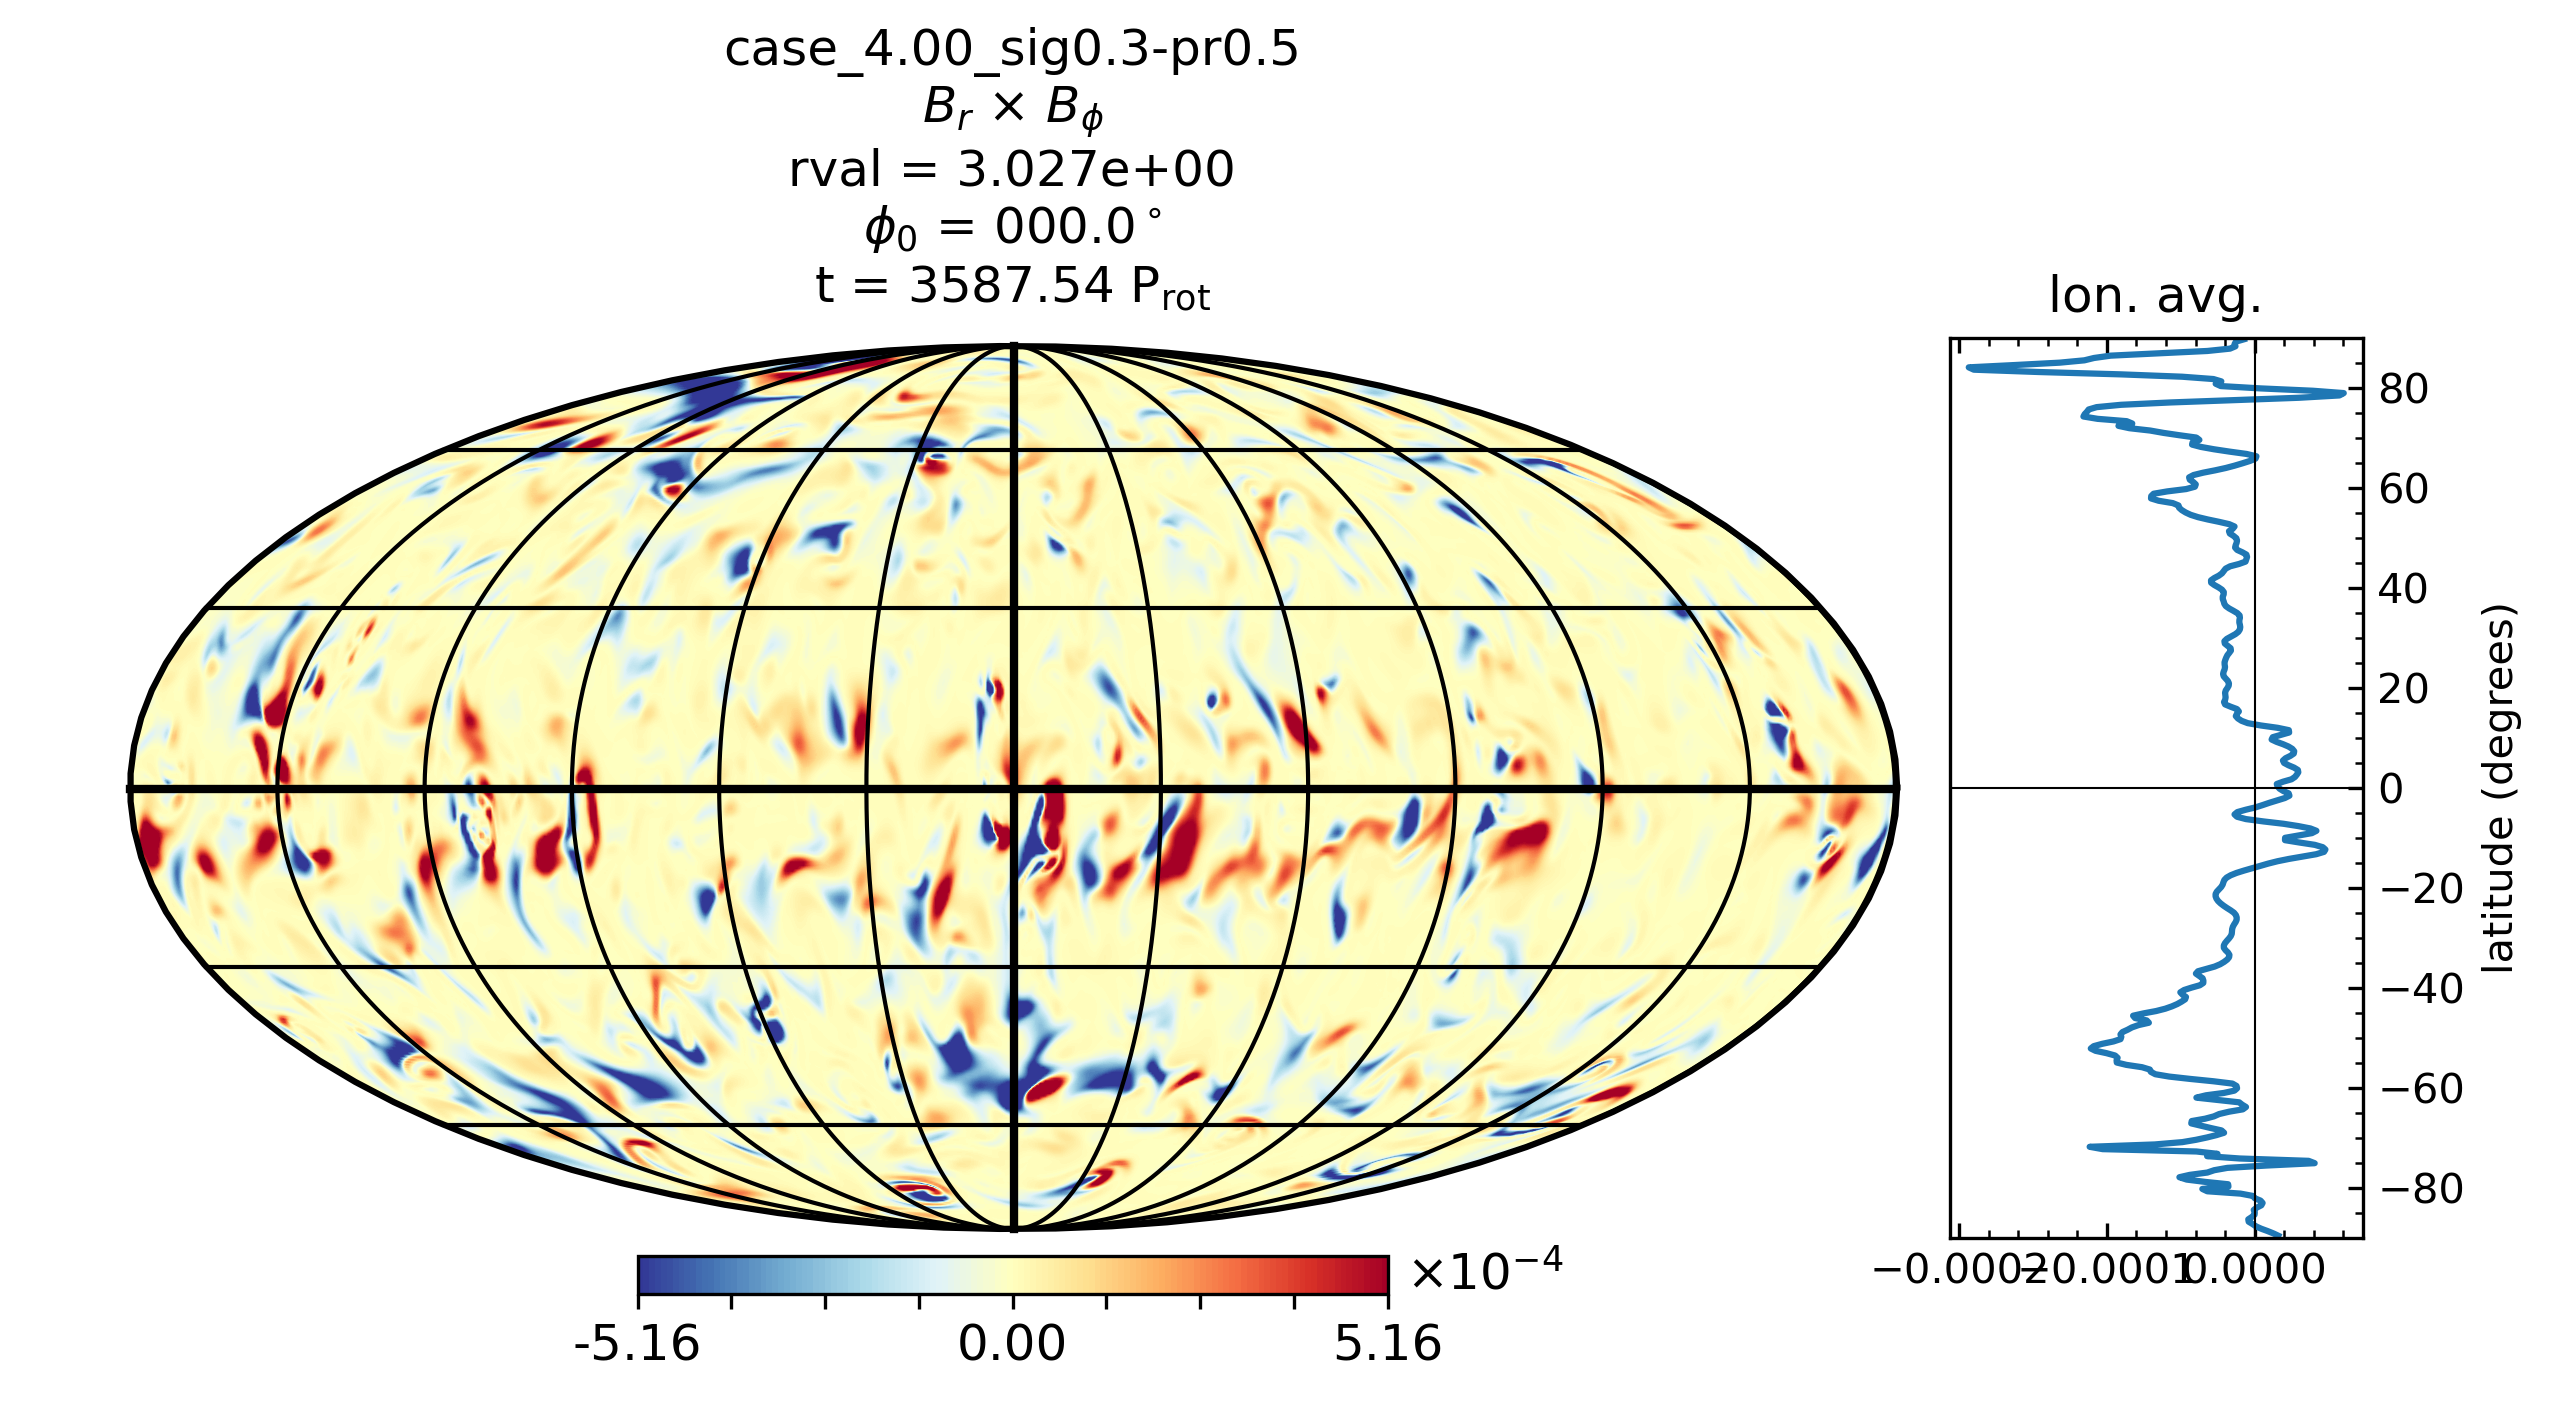 case_4.00_sig0.3-pr0.5
B_r × B_ϕ
rval = 3.027e+00
ϕ_0 = 000.0°
t = 3587.54 P_rot
lon. avg.
80
60
40
20
0
−20
−40
−60
−80
latitude (degrees)
−0.0002
−0.0001
0.0000
×10^−4
-5.16
0.00
5.16